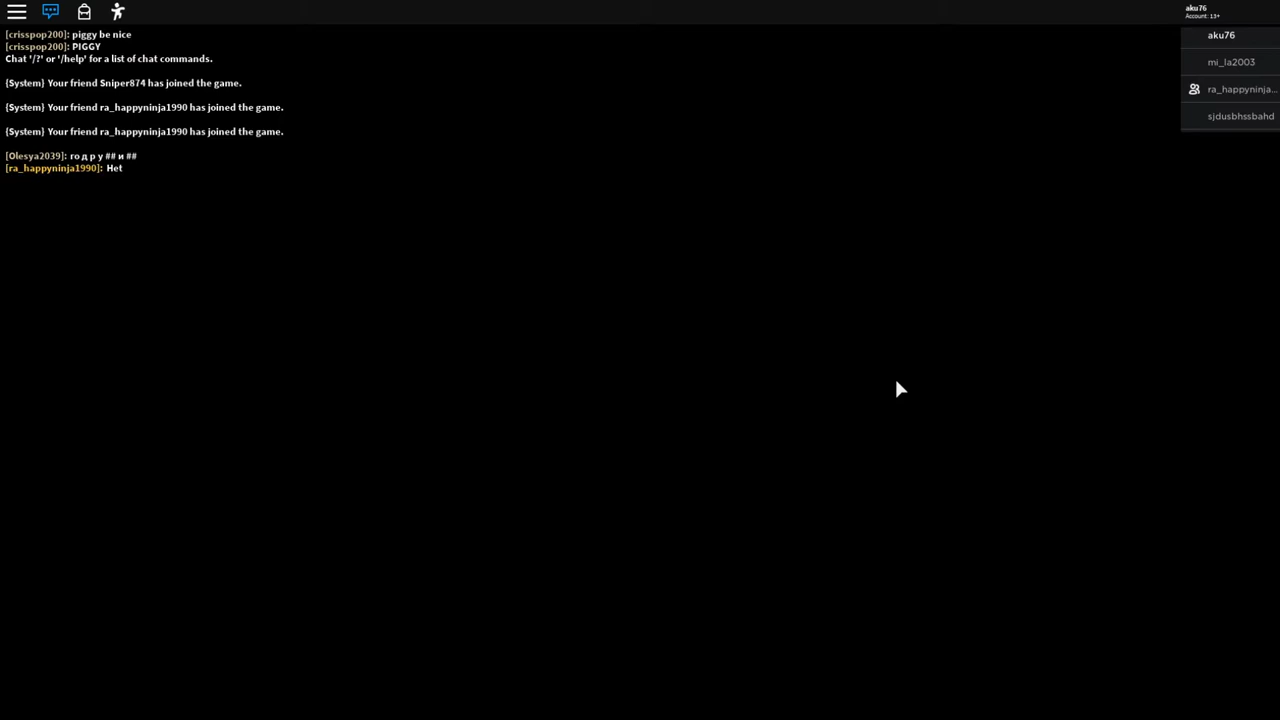 aku76
Account: 13+
[crisspop200]: piggy be nice
[crisspop200]: PIGGY
Chat '/?' or '/help' for a list of chat commands.
{System} Your friend Sniper874 has joined the game.
{System} Your friend ra_happyninja1990 has joined the game.
{System} Your friend ra_happyninja1990 has joined the game.
[Olesya2039]: го д р у ## и ##
[ra_happyninja1990]: Нет
aku76
mi_la2003
ra_happyninja...
sjdusbhssbahd